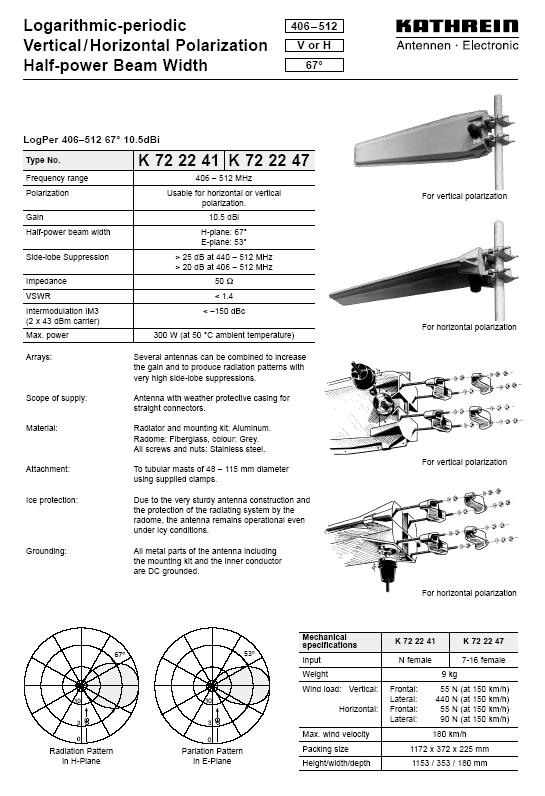 Logarithmic-periodic
Vertical/Horizontal Polarization
Half-power Beam Width
406–512
V or H
67°
KATHREIN
Antennen · Electronic
LogPer 406–512 67° 10.5dBi
Type No. K 72 22 41 K 72 22 47
Frequency range 406 – 512 MHz
Polarization Usable for horizontal or vertical
polarization.
Gain 10.5 dBi
Half-power beam width H-plane: 67°
E-plane: 53°
Side-lobe Suppression > 25 dB at 440 – 512 MHz
> 20 dB at 406 – 512 MHz
Impedance 50 Ω
VSWR < 1.4
Intermodulation IM3 < –150 dBc
(2 x 43 dBm carrier)
Max. power 300 W (at 50 °C ambient temperature)
Arrays: Several antennas can be combined to increase
the gain and to produce radiation patterns with
very high side-lobe suppressions.
Scope of supply: Antenna with weather protective casing for
straight connectors.
Material: Radiator and mounting kit: Aluminum.
Radome: Fiberglass, colour: Grey.
All screws and nuts: Stainless steel.
Attachment: To tubular masts of 48 – 115 mm diameter
using supplied clamps.
Ice protection: Due to the very sturdy antenna construction and
the protection of the radiating system by the
radome, the antenna remains operational even
under icy conditions.
Grounding: All metal parts of the antenna including
the mounting kit and the inner conductor
are DC grounded.
For vertical polarization
For horizontal polarization
For vertical polarization
For horizontal polarization
67°
10
3
0
Radiation Pattern
in H-Plane
53°
10
3
0
Pariation Pattern
in E-Plane
Mechanical
specifications K 72 22 41 K 72 22 47
Input N female 7-16 female
Weight 9 kg
Wind load: Vertical: Frontal: 55 N (at 150 km/h)
Lateral: 440 N (at 150 km/h)
Horizontal: Frontal: 55 N (at 150 km/h)
Lateral: 90 N (at 150 km/h)
Max. wind velocity 180 km/h
Packing size 1172 x 372 x 225 mm
Height/width/depth 1153 / 353 / 180 mm